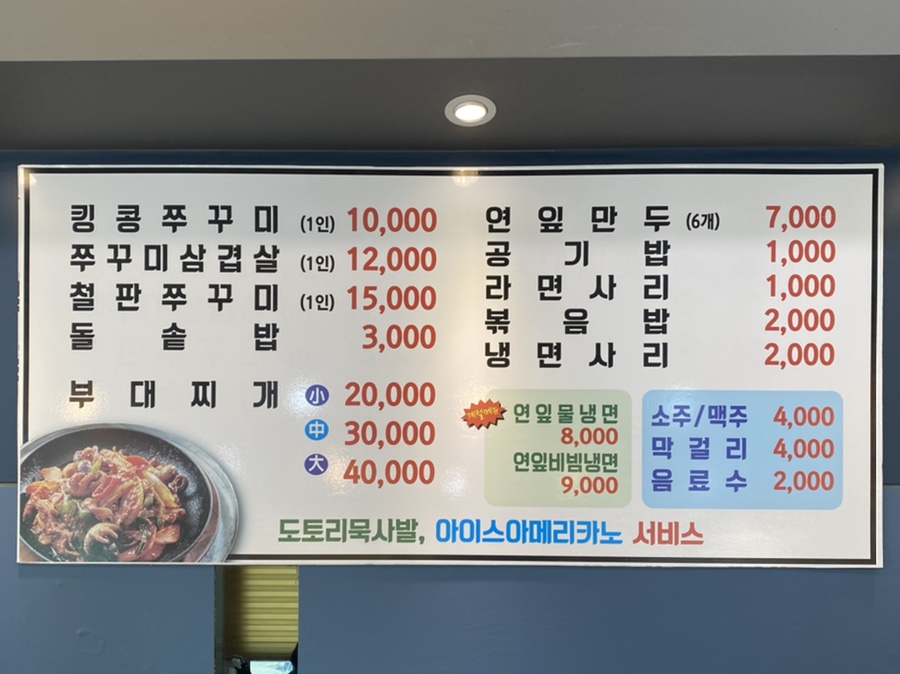 킹콩쭈꾸미 (1인) 10,000
쭈꾸미삼겹살 (1인) 12,000
철판쭈꾸미 (1인) 15,000
돌솥밥 3,000
부대찌개 小 20,000
中 30,000
大 40,000
연잎만두 (6개) 7,000
공기밥 1,000
라면사리 1,000
볶음밥 2,000
냉면사리 2,000
계절메뉴 연잎물냉면
8,000
연잎비빔냉면
9,000
소주/맥주 4,000
막걸리 4,000
음료수 2,000
도토리묵사발, 아이스아메리카노 서비스